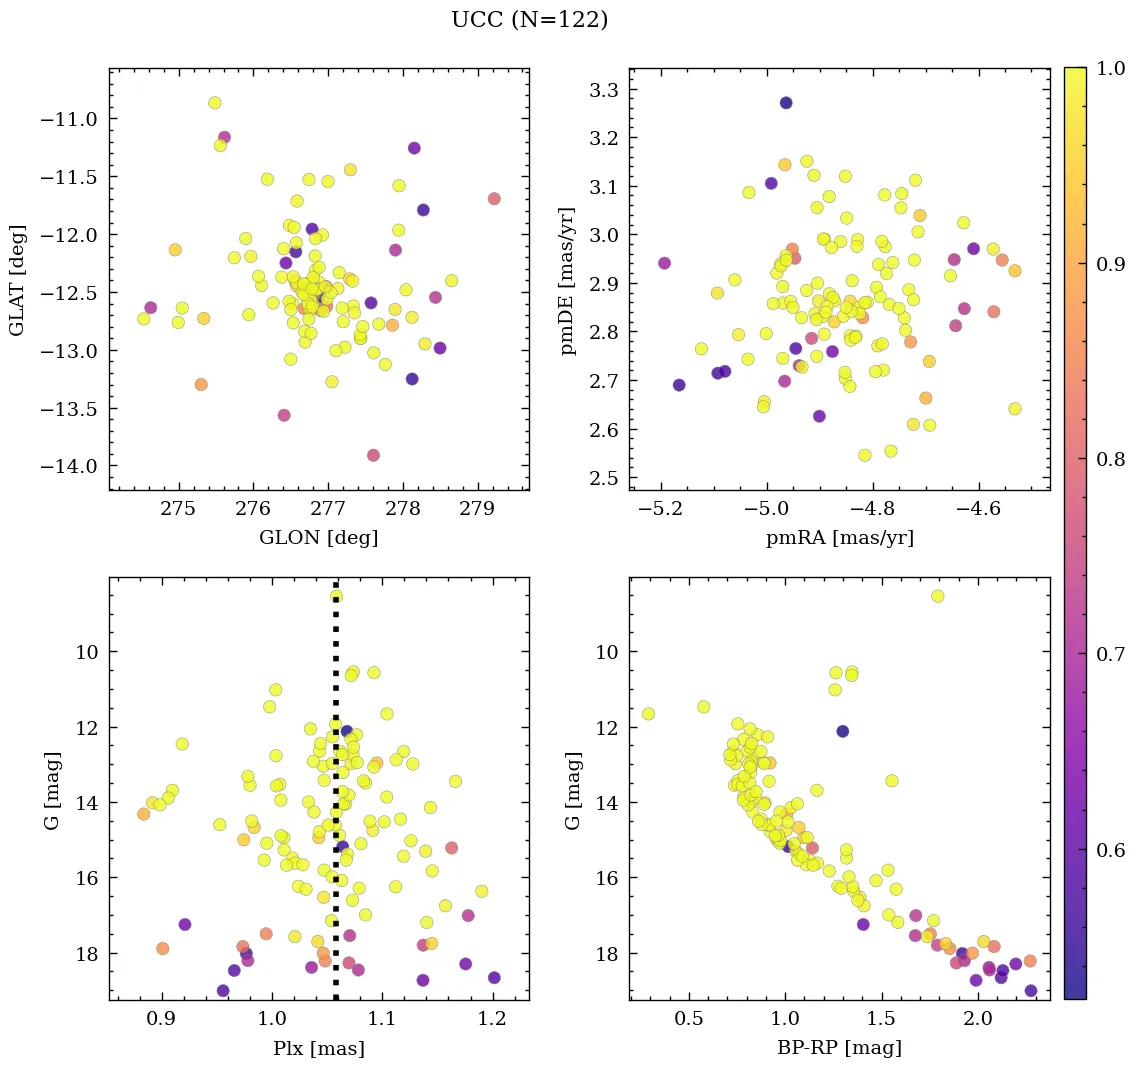 UCC (N=122)
−11.0
−11.5
−12.0
−12.5
−13.0
−13.5
−14.0
GLAT [deg]
275 276 277 278 279
GLON [deg]
3.3
3.2
3.1
3.0
2.9
2.8
2.7
2.6
2.5
pmDE [mas/yr]
−5.2 −5.0 −4.8 −4.6
pmRA [mas/yr]
1.0
0.9
0.8
0.7
0.6
10
12
14
16
18
G [mag]
0.9 1.0 1.1 1.2
Plx [mas]
10
12
14
16
18
G [mag]
0.5 1.0 1.5 2.0
BP-RP [mag]